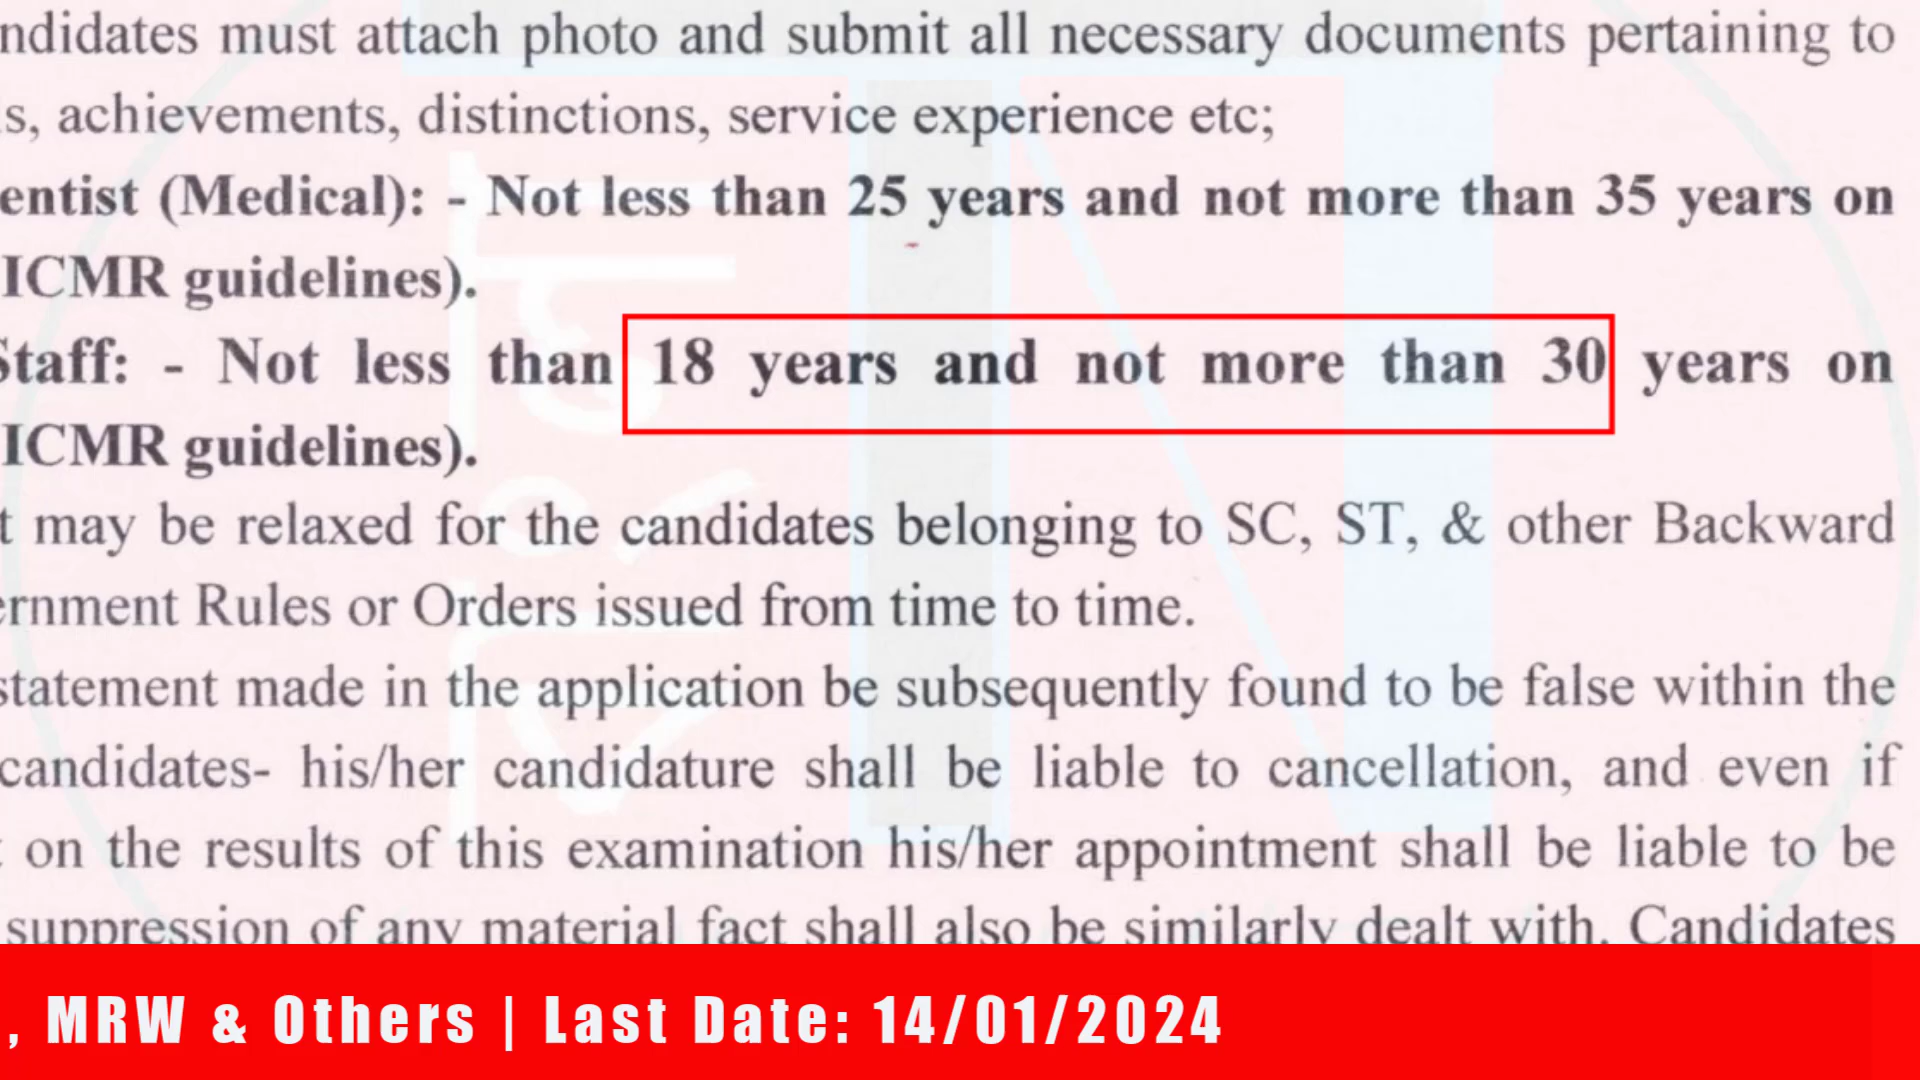 ndidates must attach photo and submit all necessary documents pertaining to
s, achievements, distinctions, service experience etc;
entist (Medical): - Not less than 25 years and not more than 35 years on
ICMR guidelines).
Staff: - Not less than 18 years and not more than 30 years on
ICMR guidelines).
t may be relaxed for the candidates belonging to SC, ST, & other Backward
ernment Rules or Orders issued from time to time.
statement made in the application be subsequently found to be false within the
candidates- his/her candidature shall be liable to cancellation, and even if
on the results of this examination his/her appointment shall be liable to be
suppression of any material fact shall also be similarly dealt with. Candidates
, MRW & Others | Last Date: 14/01/2024